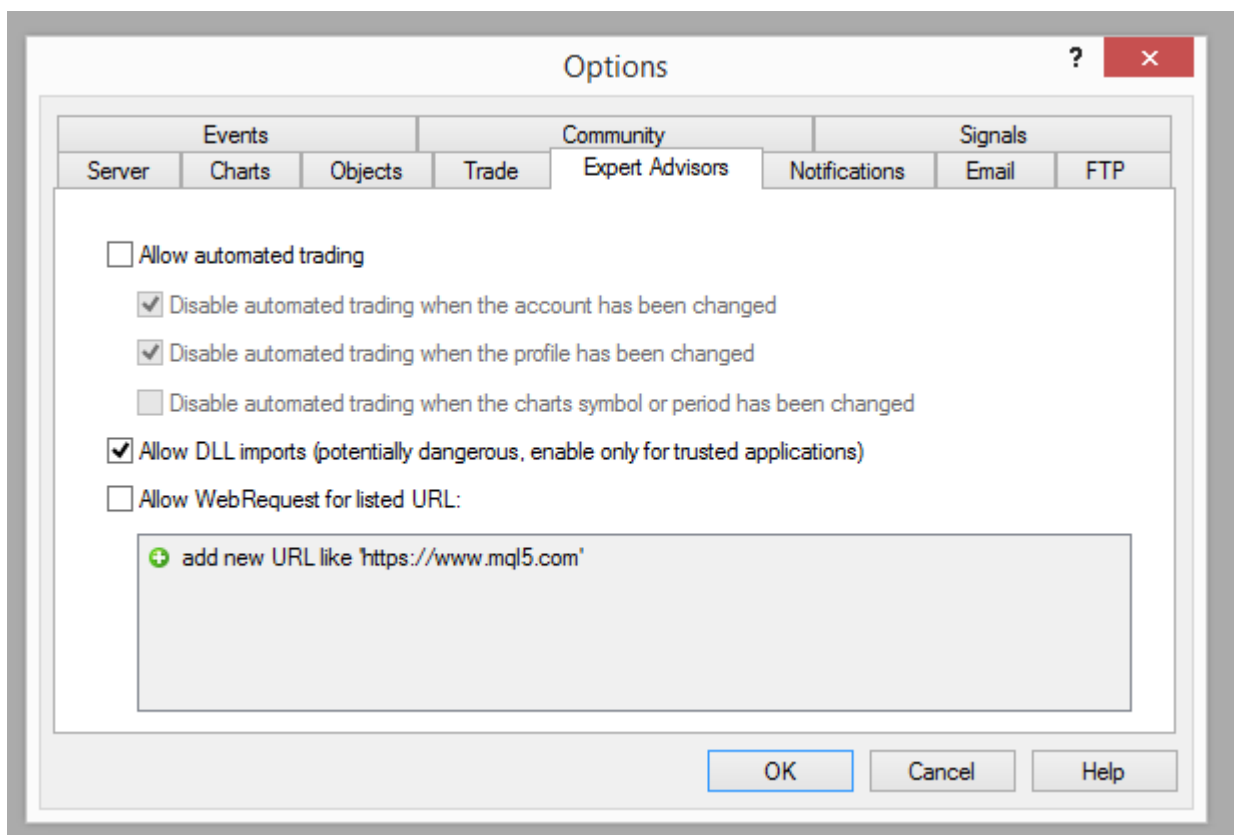 Options
?
Events Community Signals
Server Charts Objects Trade Expert Advisors Notifications Email FTP
Allow automated trading
Disable automated trading when the account has been changed
Disable automated trading when the profile has been changed
Disable automated trading when the charts symbol or period has been changed
Allow DLL imports (potentially dangerous, enable only for trusted applications)
Allow WebRequest for listed URL:
add new URL like 'https://www.mql5.com'
OK Cancel Help